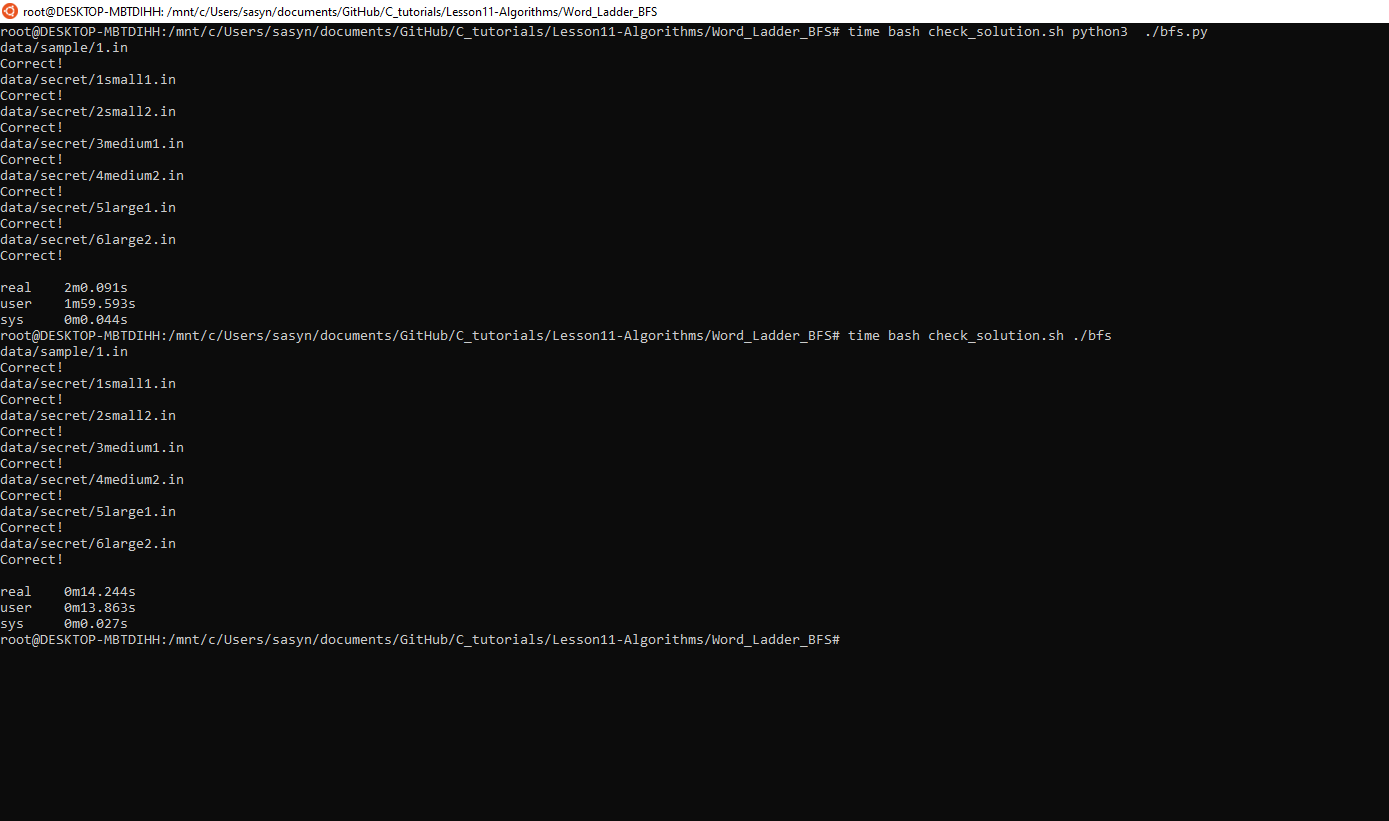 root@DESKTOP-MBTDIHH: /mnt/c/Users/sasyn/documents/GitHub/C_tutorials/Lesson11-Algorithms/Word_Ladder_BFS
root@DESKTOP-MBTDIHH:/mnt/c/Users/sasyn/documents/GitHub/C_tutorials/Lesson11-Algorithms/Word_Ladder_BFS# time bash check_solution.sh python3  ./bfs.py
data/sample/1.in
Correct!
data/secret/1small1.in
Correct!
data/secret/2small2.in
Correct!
data/secret/3medium1.in
Correct!
data/secret/4medium2.in
Correct!
data/secret/5large1.in
Correct!
data/secret/6large2.in
Correct!

real    2m0.091s
user    1m59.593s
sys     0m0.044s
root@DESKTOP-MBTDIHH:/mnt/c/Users/sasyn/documents/GitHub/C_tutorials/Lesson11-Algorithms/Word_Ladder_BFS# time bash check_solution.sh ./bfs
data/sample/1.in
Correct!
data/secret/1small1.in
Correct!
data/secret/2small2.in
Correct!
data/secret/3medium1.in
Correct!
data/secret/4medium2.in
Correct!
data/secret/5large1.in
Correct!
data/secret/6large2.in
Correct!

real    0m14.244s
user    0m13.863s
sys     0m0.027s
root@DESKTOP-MBTDIHH:/mnt/c/Users/sasyn/documents/GitHub/C_tutorials/Lesson11-Algorithms/Word_Ladder_BFS#